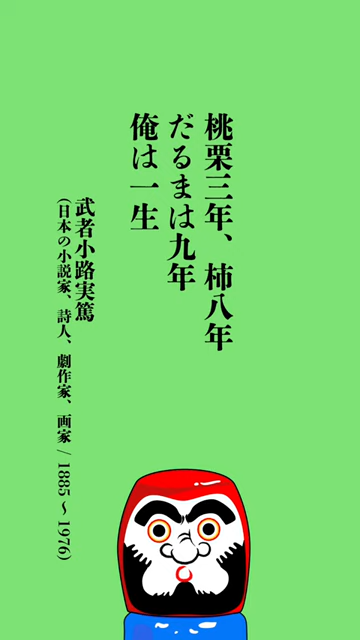 桃栗三年、柿八年
だるまは九年
俺は一生
武者小路実篤
(日本の小説家、詩人、劇作家、画家 / 1885 〜 1976)